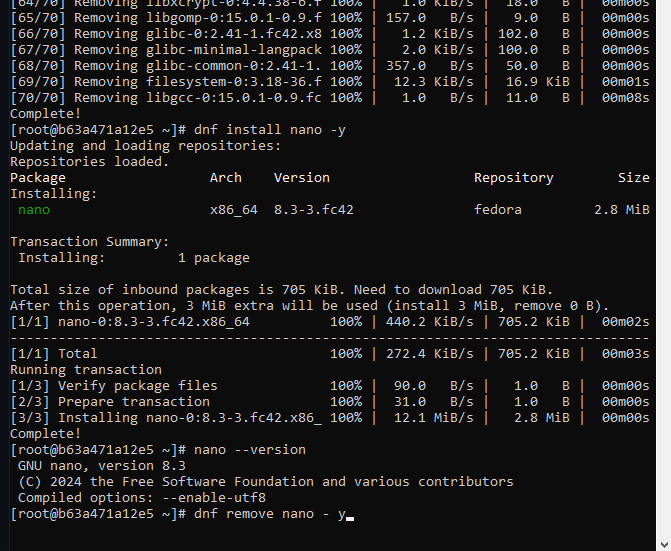 [64/70] Removing libxcrypt-0:4.4.38-6.f 100% | 1.0 KiB/s | 18.0 B | 00m00s
[65/70] Removing libgomp-0:15.0.1-0.9.f 100% | 157.0 B/s | 9.0 B | 00m00s
[66/70] Removing glibc-0:2.41-1.fc42.x8 100% | 1.2 KiB/s | 102.0 B | 00m00s
[67/70] Removing glibc-minimal-langpack 100% | 2.0 KiB/s | 100.0 B | 00m00s
[68/70] Removing glibc-common-0:2.41-1. 100% | 357.0 B/s | 50.0 B | 00m00s
[69/70] Removing filesystem-0:3.18-36.f 100% | 12.3 KiB/s | 16.9 KiB | 00m01s
[70/70] Removing libgcc-0:15.0.1-0.9.fc 100% | 1.0 B/s | 11.0 B | 00m08s
Complete!
[root@b63a471a12e5 ~]# dnf install nano -y
Updating and loading repositories:
Repositories loaded.
Package Arch Version Repository Size
Installing:
nano x86_64 8.3-3.fc42 fedora 2.8 MiB
Transaction Summary:
Installing: 1 package
Total size of inbound packages is 705 KiB. Need to download 705 KiB.
After this operation, 3 MiB extra will be used (install 3 MiB, remove 0 B).
[1/1] nano-0:8.3-3.fc42.x86_64 100% | 440.2 KiB/s | 705.2 KiB | 00m02s
--------------------------------------------------------------------------------
[1/1] Total 100% | 272.4 KiB/s | 705.2 KiB | 00m03s
Running transaction
[1/3] Verify package files 100% | 90.0 B/s | 1.0 B | 00m00s
[2/3] Prepare transaction 100% | 31.0 B/s | 1.0 B | 00m00s
[3/3] Installing nano-0:8.3-3.fc42.x86_ 100% | 12.1 MiB/s | 2.8 MiB | 00m00s
Complete!
[root@b63a471a12e5 ~]# nano --version
GNU nano, version 8.3
(C) 2024 the Free Software Foundation and various contributors
Compiled options: --enable-utf8
[root@b63a471a12e5 ~]# dnf remove nano - y